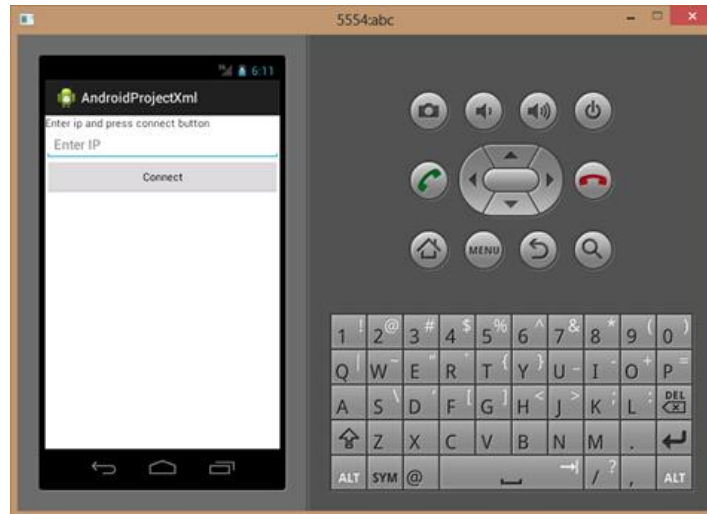 5554:abc
6:11
AndroidProjectXml
Enter ip and press connect button
Enter IP
Connect
MENU
1 ! 2 @ 3 # 4 $ 5 % 6 ^ 7 & 8 * 9 ( 0 )
Q | W ~ E " R ` T { Y } U - I - O + P =
A S \ D ' F [ G ] H < J > K ; L : DEL
Z X C V B N M .
ALT SYM @ / ? , ALT